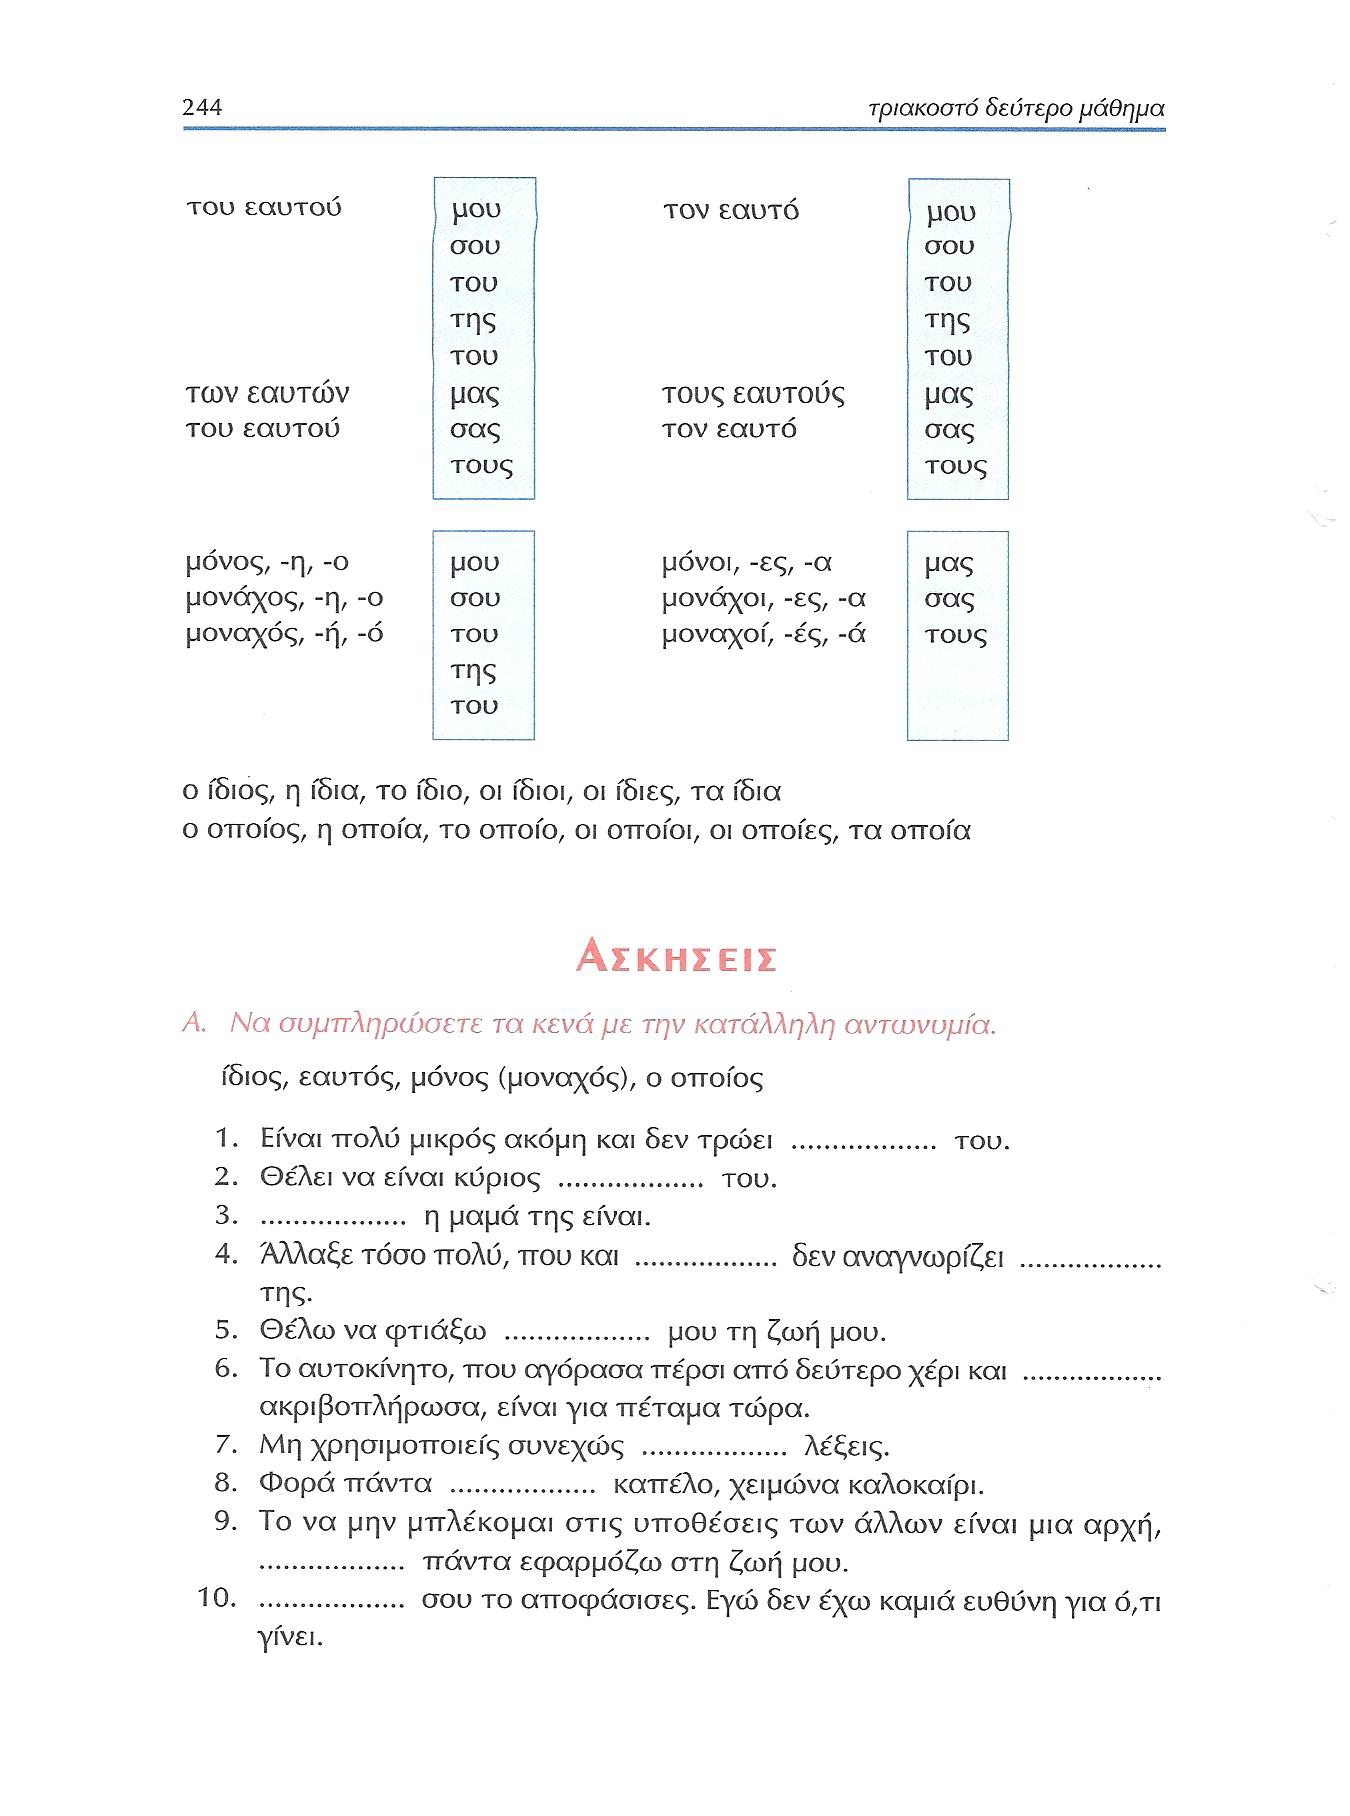 244 τριακοστό δεύτερο μάθημα
του εαυτού μου τον εαυτό μου
σου σου
του του
της της
του του
των εαυτών μας τους εαυτούς μας
του εαυτού σας τον εαυτό σας
τους τους
μόνος, -η, -ο μου μόνοι, -ες, -α μας
μονάχος, -η, -ο σου μονάχοι, -ες, -α σας
μοναχός, -ή, -ό του μοναχοί, -ές, -ά τους
της
του
ο ίδιος, η ίδια, το ίδιο, οι ίδιοι, οι ίδιες, τα ίδια
ο οποίος, η οποία, το οποίο, οι οποίοι, οι οποίες, τα οποία
ΑΣΚΗΣΕΙΣ
Α. Να συμπληρώσετε τα κενά με την κατάλληλη αντωνυμία.
ίδιος, εαυτός, μόνος (μοναχός), ο οποίος
1. Είναι πολύ μικρός ακόμη και δεν τρώει .................. του.
2. Θέλει να είναι κύριος .................. του.
3. .................. η μαμά της είναι.
4. Άλλαξε τόσο πολύ, που και .................. δεν αναγνωρίζει ..................
της.
5. Θέλω να φτιάξω .................. μου τη ζωή μου.
6. Το αυτοκίνητο, που αγόρασα πέρσι από δεύτερο χέρι και ..................
ακριβοπλήρωσα, είναι για πέταμα τώρα.
7. Μη χρησιμοποιείς συνεχώς .................. λέξεις.
8. Φορά πάντα .................. καπέλο, χειμώνα καλοκαίρι.
9. Το να μην μπλέκομαι στις υποθέσεις των άλλων είναι μια αρχή,
.................. πάντα εφαρμόζω στη ζωή μου.
10. .................. σου το αποφάσισες. Εγώ δεν έχω καμιά ευθύνη για ό,τι
γίνει.